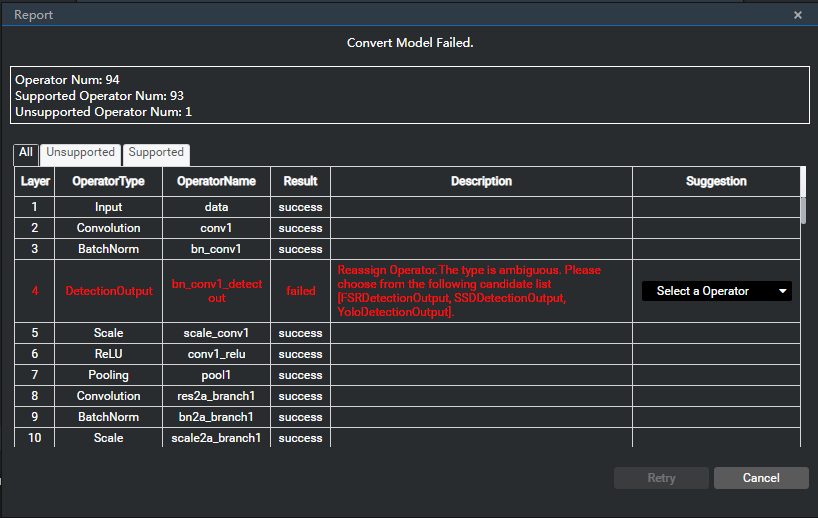 Report
Convert Model Failed.
Operator Num: 94
Supported Operator Num: 93
Unsupported Operator Num: 1
All Unsupported Supported
Layer OperatorType OperatorName Result Description Suggestion
1 Input data success
2 Convolution conv1 success
3 BatchNorm bn_conv1 success
Reassign Operator.The type is ambiguous. Please
4 DetectionOutput bn_conv1_detect failed choose from the following candidate list Select a Operator
out [FSRDetectionOutput, SSDDetectionOutput,
YoloDetectionOutput].
5 Scale scale_conv1 success
6 ReLU conv1_relu success
7 Pooling pool1 success
8 Convolution res2a_branch1 success
9 BatchNorm bn2a_branch1 success
10 Scale scale2a_branch1 success
Retry Cancel